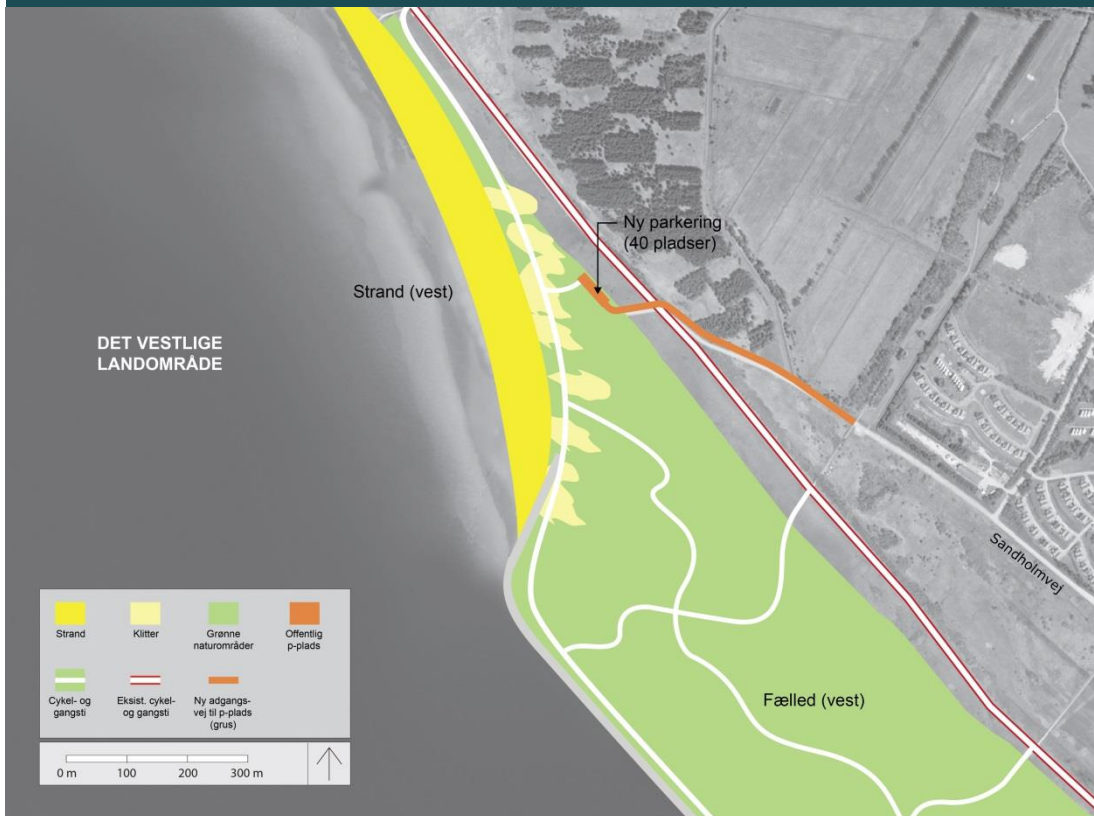 Ny parkering
(40 pladser)
Strand (vest)
DET VESTLIGE
LANDOMRÅDE
Sandholmvej
Fælled (vest)
Strand
Klitter
Grønne
naturområder
Offentlig
p-plads
Cykel- og
gangsti
Eksist. cykel-
og gangsti
Ny adgangs-
vej til p-plads
(grus)
0 m 100 200 300 m